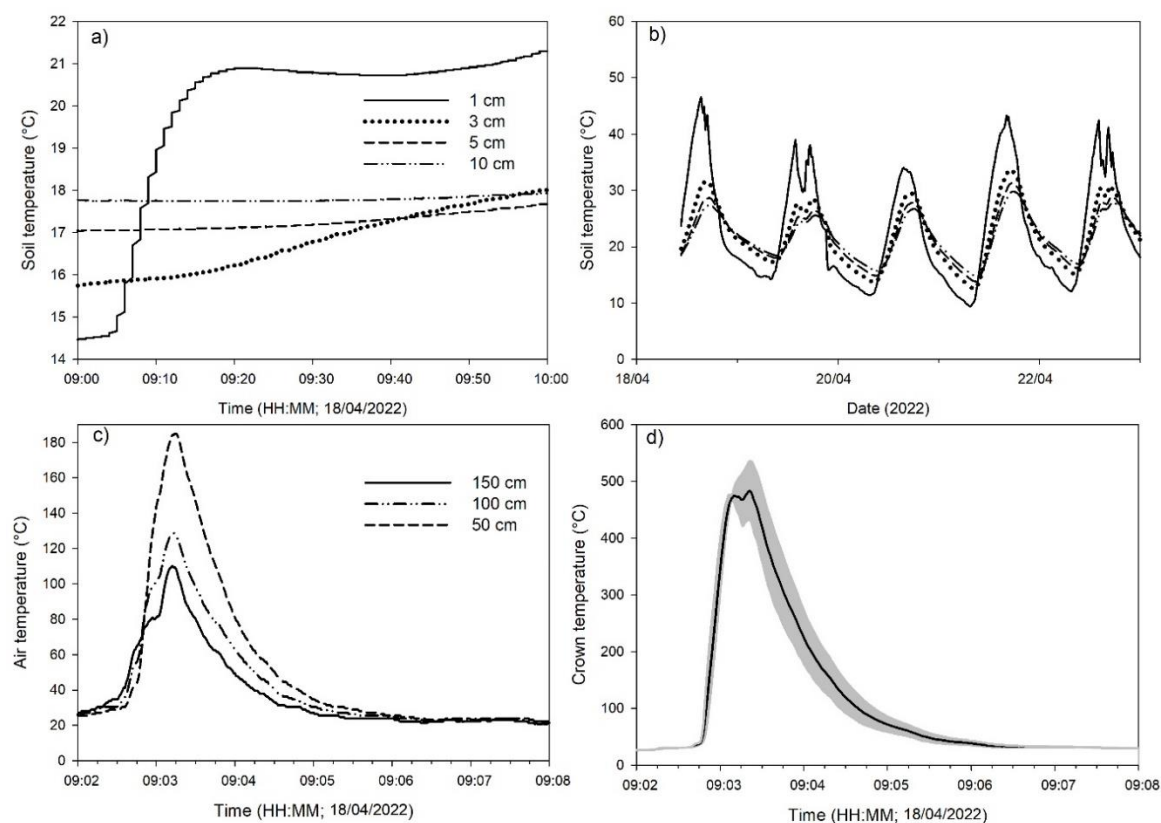 a)
Soil temperature (°C)
22
21
20
19
18
17
16
15
14
1 cm
3 cm
5 cm
10 cm
09:00 09:10 09:20 09:30 09:40 09:50 10:00
Time (HH:MM; 18/04/2022)
b)
Soil temperature (°C)
60
50
40
30
20
10
0
18/04 20/04 22/04
Date (2022)
c)
Air temperature (°C)
180
160
140
120
100
80
60
40
20
0
150 cm
100 cm
50 cm
09:02 09:03 09:04 09:05 09:06 09:07 09:08
Time (HH:MM; 18/04/2022)
d)
Crown temperature (°C)
600
500
400
300
200
100
0
09:02 09:03 09:04 09:05 09:06 09:07 09:08
Time (HH:MM; 18/04/2022)